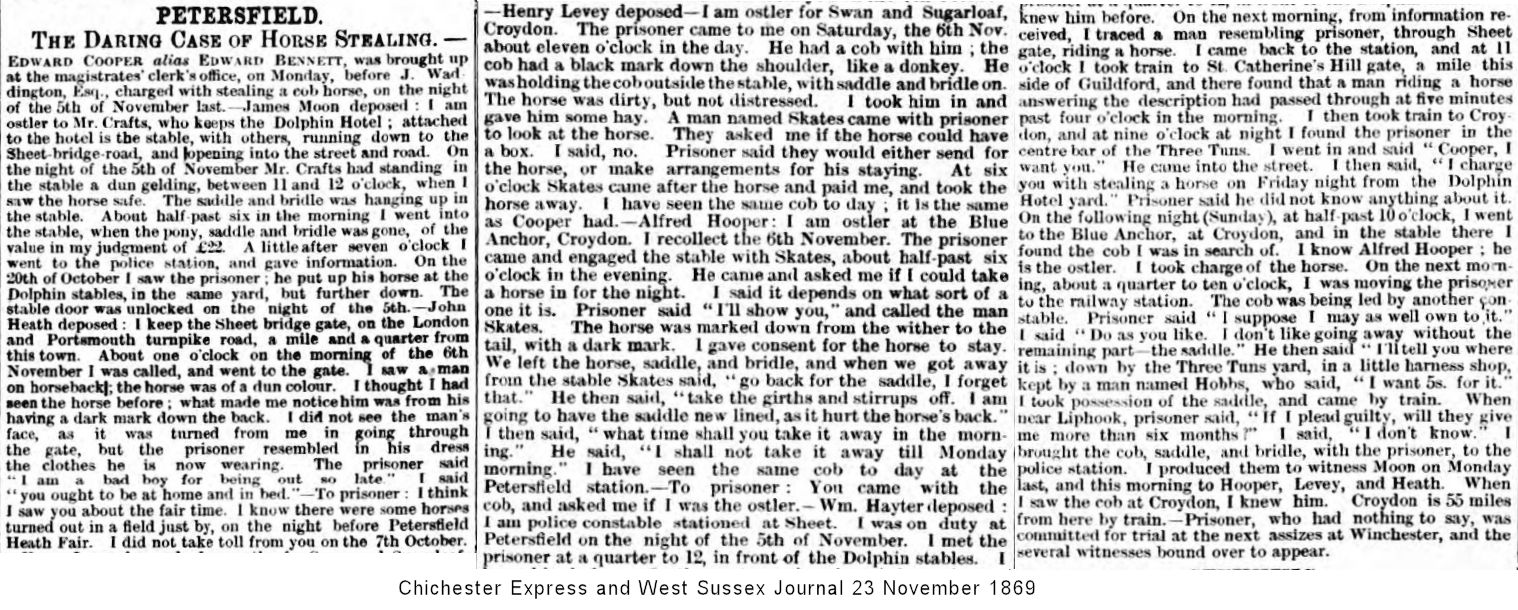 PETERSFIELD.
THE DARING CASE OF HORSE STEALING. —
EDWARD COOPER alias EDWARD BENNETT, was brought up
at the magistrates' clerk's office, on Monday, before J. Wad
dington, Esq., charged with stealing a cob horse, on the night
of the 5th of November last.—James Moon deposed : I am
ostler to Mr. Crafts, who keeps the Dolphin Hotel ; attached
to the hotel is the stable, with others, running down to the
Sheet-bridge-road, and opening into the street and road. On
the night of the 5th of November Mr. Crafts had standing in
the stable a dun gelding, between 11 and 12 o'clock, when I
saw the horse safe. The saddle and bridle was hanging up in
the stable. About half-past six in the morning I went into
the stable, when the pony, saddle and bridle was gone, of the
value in my judgment of £22. A little after seven o'clock I
went to the police station, and gave information. On the
20th of October I saw the prisoner ; he put up his horse at the
Dolphin stables, in the same yard, but further down. The
stable door was unlocked on the night of the 5th.—John
Heath deposed : I keep the Sheet bridge gate, on the London
and Portsmouth turnpike road, a mile and a quarter from
this town. About one o'clock on the morning of the 6th
November I was called, and went to the gate. I saw a man
on horseback ; the horse was of a dun colour. I thought I had
seen the horse before ; what made me notice him was from his
having a dark mark down the back. I did not see the man's
face, as it was turned from me in going through
the gate, but the prisoner resembled in his dress
the clothes he is now wearing. The prisoner said
"I am a bad boy for being out so late." I said
"you ought to be at home and in bed."—To prisoner : I think
I saw you about the fair time. I know there were some horses
turned out in a field just by, on the night before Petersfield
Heath Fair. I did not take toll from you on the 7th October.
—Henry Levey deposed—I am ostler for Swan and Sugarloaf,
Croydon. The prisoner came to me on Saturday, the 6th Nov.
about eleven o'clock in the day. He had a cob with him ; the
cob had a black mark down the shoulder, like a donkey. He
was holding the cob outside the stable, with saddle and bridle on.
The horse was dirty, but not distressed. I took him in and
gave him some hay. A man named Skates came with prisoner
to look at the horse. They asked me if the horse could have
a box. I said, no. Prisoner said they would either send for
the horse, or make arrangements for his staying. At six
o'clock Skates came after the horse and paid me, and took the
horse away. I have seen the same cob to day ; it is the same
as Cooper had.—Alfred Hooper: I am ostler at the Blue
Anchor, Croydon. I recollect the 6th November. The prisoner
came and engaged the stable with Skates, about half-past six
o'clock in the evening. He came and asked me if I could take
a horse in for the night. I said it depends on what sort of a
one it is. Prisoner said "I'll show you," and called the man
Skates. The horse was marked down from the wither to the
tail, with a dark mark. I gave consent for the horse to stay.
We left the horse, saddle, and bridle, and when we got away
from the stable Skates said, "go back for the saddle, I forget
that." He then said, "take the girths and stirrups off. I am
going to have the saddle new lined, as it hurt the horse's back."
I then said, "what time shall you take it away in the morn-
ing." He said, "I shall not take it away till Monday
morning." I have seen the same cob to day at the
Petersfield station.—To prisoner : You came with the
cob, and asked me if I was the ostler.—Wm. Hayter deposed :
I am police constable stationed at Sheet. I was on duty at
Petersfield on the night of the 5th of November. I met the
prisoner at a quarter to 12, in front of the Dolphin stables. I
knew him before. On the next morning, from information re-
ceived, I traced a man resembling prisoner, through Sheet
gate, riding a horse. I came back to the station, and at 11
o'clock I took train to St. Catherine's Hill gate, a mile this
side of Guildford, and there found that a man riding a horse
answering the description had passed through at five minutes
past four o'clock in the morning. I then took train to Croy-
don, and at nine o'clock at night I found the prisoner in the
centre bar of the Three Tuns. I went in and said "Cooper, I
want you." He came into the street. I then said, "I charge
you with stealing a horse on Friday night from the Dolphin
Hotel yard." Prisoner said he did not know anything about it.
On the following night (Sunday), at half-past 10 o'clock, I went
to the Blue Anchor, at Croydon, and in the stable there I
found the cob I was in search of. I know Alfred Hooper ; he
is the ostler. I took charge of the horse. On the next morn-
ing, about a quarter to ten o'clock, I was moving the prisoner
to the railway station. The cob was being led by another con-
stable. Prisoner said "I suppose I may as well own to it."
I said "Do as you like. I don't like going away without the
remaining part—the saddle." He then said "I'll tell you where
it is ; down by the Three Tuns yard, in a little harness shop,
kept by a man named Hobbs, who said, "I want 5s. for it."
I took possession of the saddle, and came by train. When
near Liphook, prisoner said, "If I plead guilty, will they give
me more than six months?" I said, "I don't know." I
brought the cob, saddle, and bridle, with the prisoner, to the
police station. I produced them to witness Moon on Monday
last, and this morning to Hooper, Levey, and Heath. When
I saw the cob at Croydon, I knew him. Croydon is 55 miles
from here by train.—Prisoner, who had nothing to say, was
committed for trial at the next assizes at Winchester, and the
several witnesses bound over to appear.
Chichester Express and West Sussex Journal 23 November 1869